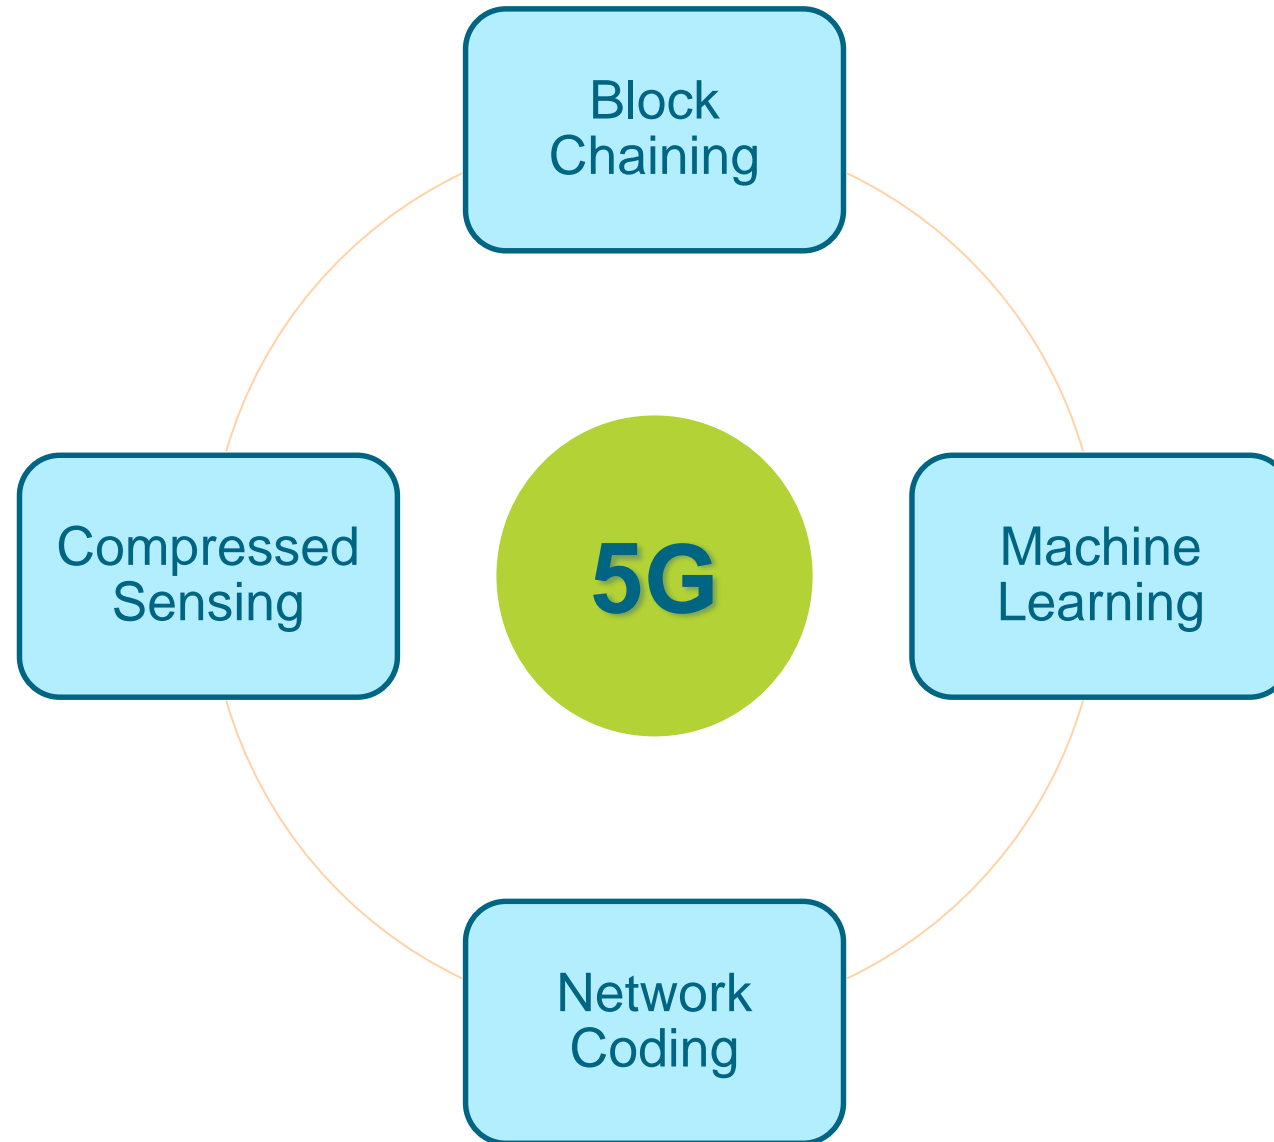 Block
Chaining
Compressed
Sensing
5G
Machine
Learning
Network
Coding